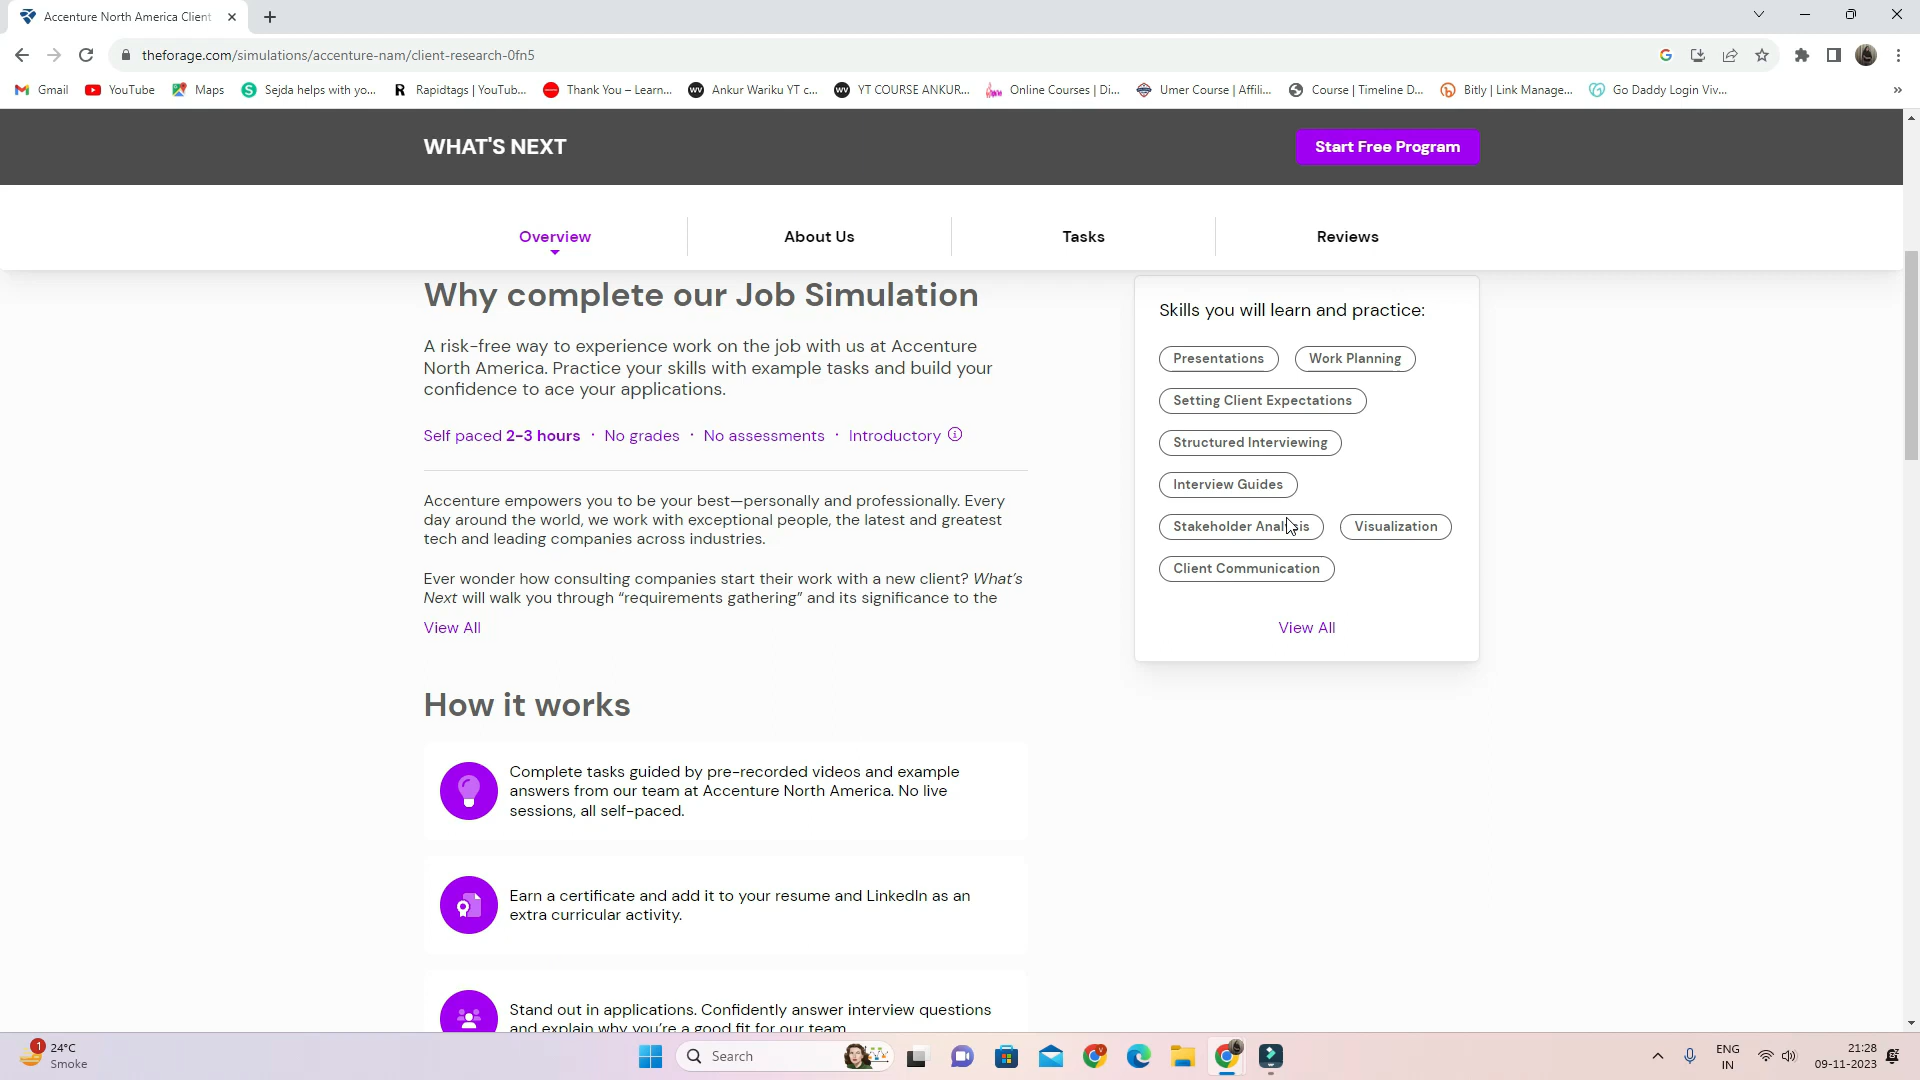 Accenture North America Client
theforage.com/simulations/accenture-nam/client-research-0fn5
Gmail
YouTube
Maps
Sejda helps with yo...
Rapidtags | YouTub...
Thank You – Learn...
Ankur Wariku YT c...
YT COURSE ANKUR...
Online Courses | Di...
Umer Course | Affili...
Course | Timeline D...
Bitly | Link Manage...
Go Daddy Login Viv...
WHAT'S NEXT
Start Free Program
Overview
About Us
Tasks
Reviews
Why complete our Job Simulation
A risk-free way to experience work on the job with us at Accenture
North America. Practice your skills with example tasks and build your
confidence to ace your applications.
Self paced 2-3 hours · No grades · No assessments · Introductory
Accenture empowers you to be your best—personally and professionally. Every
day around the world, we work with exceptional people, the latest and greatest
tech and leading companies across industries.
Ever wonder how consulting companies start their work with a new client? What's
Next will walk you through “requirements gathering” and its significance to the
View All
Skills you will learn and practice:
Presentations
Work Planning
Setting Client Expectations
Structured Interviewing
Interview Guides
Stakeholder Analysis
Visualization
Client Communication
View All
How it works
Complete tasks guided by pre-recorded videos and example
answers from our team at Accenture North America. No live
sessions, all self-paced.
Earn a certificate and add it to your resume and LinkedIn as an
extra curricular activity.
Stand out in applications. Confidently answer interview questions
and explain why you're a good fit for our team
1
24°C
Smoke
Search
ENG
IN
21:28
09-11-2023